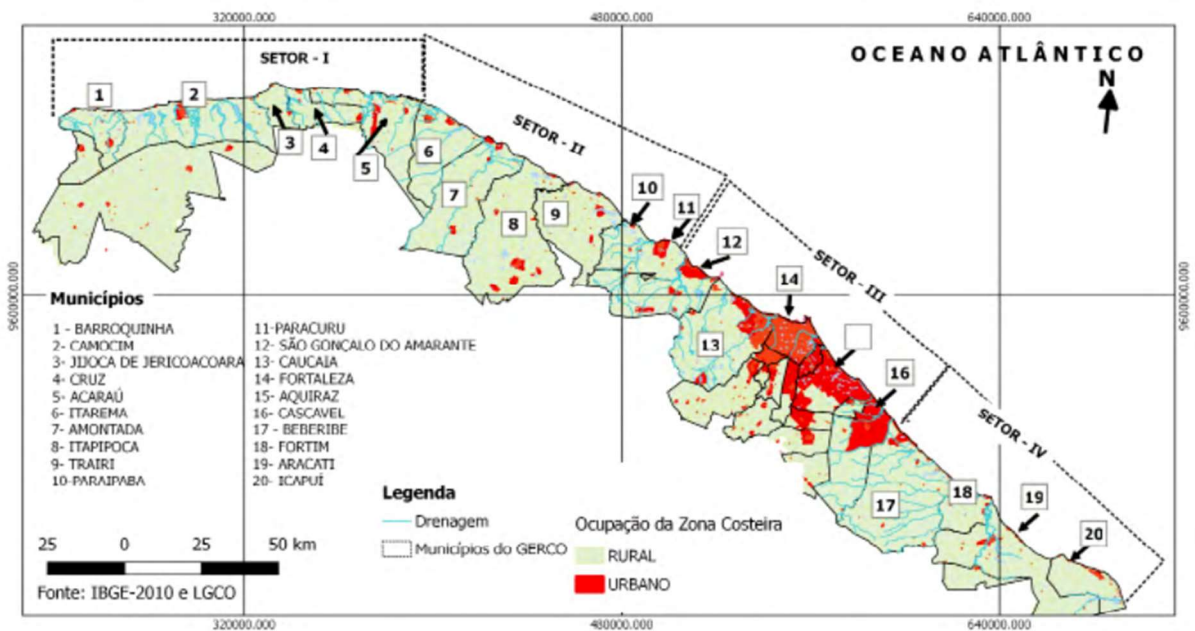 320000.000
480000.000
640000.000
SETOR - I
OCEANO ATLÂNTICO
N
1
2
SETOR - II
3
4
5
6
10
7
9
11
8
12
SETOR - III
9600000.000
9600000.000
14
Municípios
1 - BARROQUINHA
2- CAMOCIM
3- JIJOCA DE JERICOACOARA
4- CRUZ
5- ACARAÚ
6- ITAREMA
7- AMONTADA
8- ITAPIPOCA
9- TRAIRI
10-PARAIPABA
11-PARACURU
12- SÃO GONÇALO DO AMARANTE
13- CAUCAIA
14- FORTALEZA
15- AQUIRAZ
16- CASCAVEL
17 - BEBERIBE
18- FORTIM
19- ARACATI
20- ICAPUÍ
13
16
SETOR - IV
17
18
19
20
Legenda
Drenagem
Municípios do GERCO
Ocupação da Zona Costeira
RURAL
URBANO
25 0 25 50 km
Fonte: IBGE-2010 e LGCO
320000.000
480000.000
640000.000